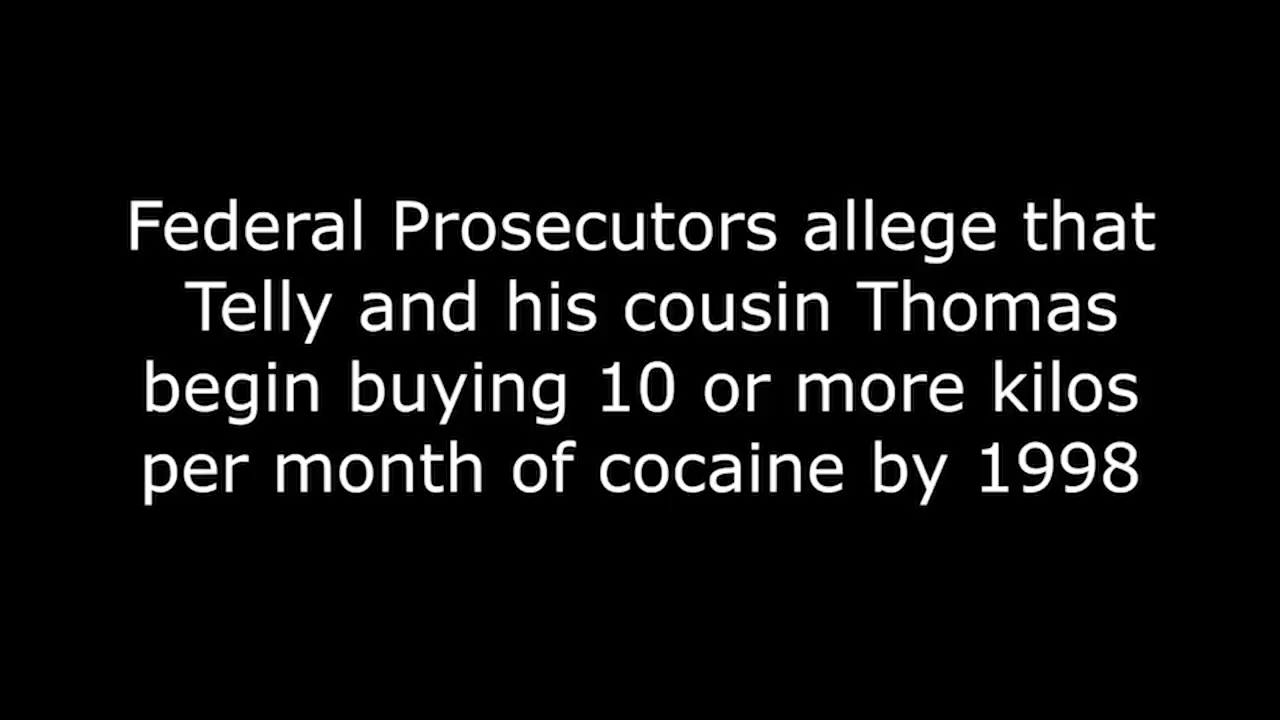 Federal Prosecutors allege that
Telly and his cousin Thomas
begin buying 10 or more kilos
per month of cocaine by 1998